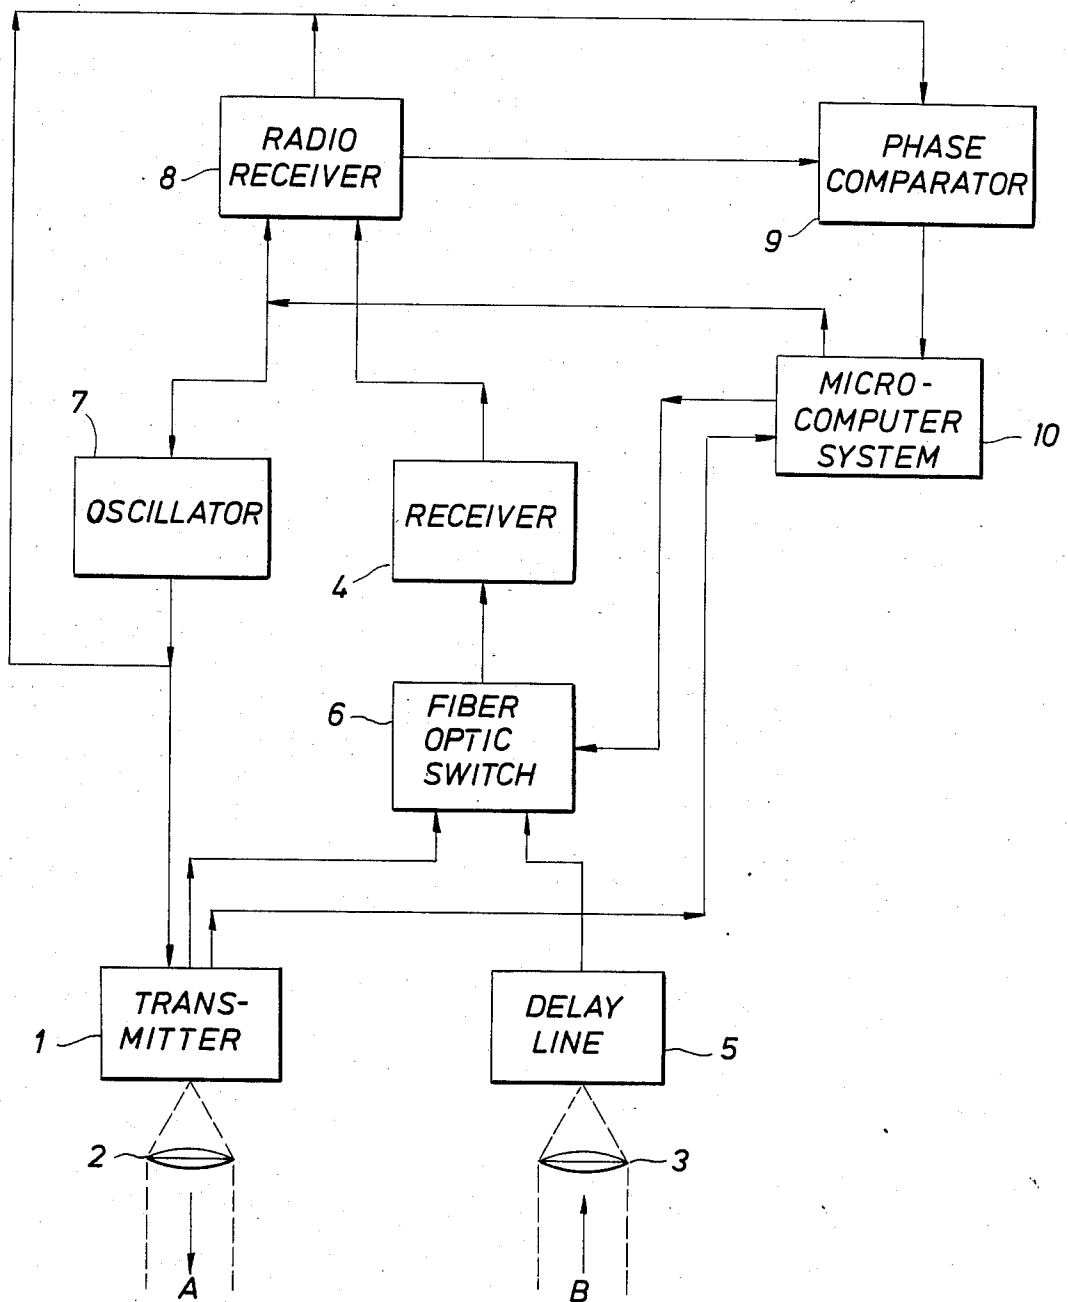 RADIO
RECEIVER
8
PHASE
COMPARATOR
9
MICRO-
COMPUTER
SYSTEM
10
7
OSCILLATOR
RECEIVER
4
6
FIBER
OPTIC
SWITCH
TRANS-
MITTER
1
DELAY
LINE
5
2
3
A
B